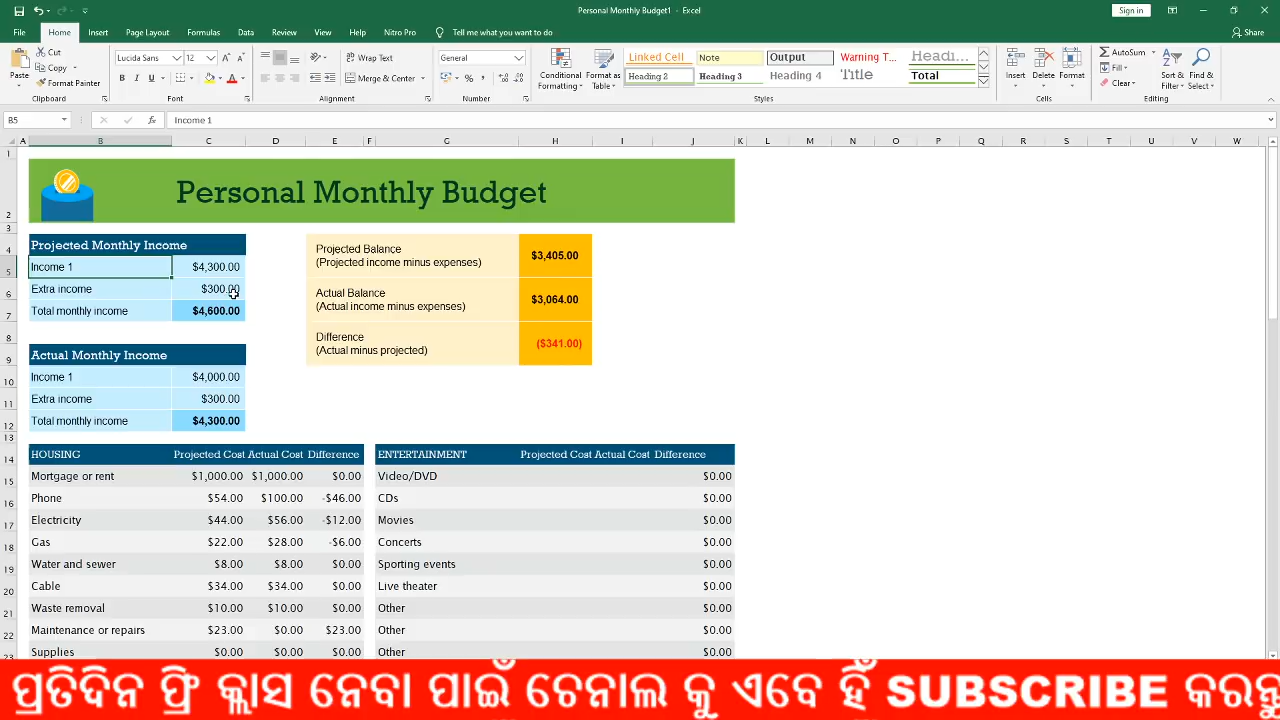 Personal Monthly Budget1 - Excel
Sign in
File Home Insert Page Layout Formulas Data Review View Help Nitro Pro Tell me what you want to do Share
Paste Cut Copy Format Painter Clipboard
Lucida Sans 12 B I U Font
Wrap Text Merge & Center Alignment
General $ % Number
Conditional Formatting Format as Table
Linked Cell Note Output Warning T... Headi...
Heading 2 Heading 3 Heading 4 Title Total
Styles
Insert Delete Format Cells
AutoSum Fill Clear Sort & Filter Find & Select Editing
B5 fx Income 1
A B C D E F G H I J K L M N O P Q R S T U V W
Personal Monthly Budget
Projected Monthly Income
Income 1 $4,300.00
Extra income $300.00
Total monthly income $4,600.00
Projected Balance
(Projected income minus expenses) $3,405.00
Actual Balance
(Actual income minus expenses) $3,064.00
Difference
(Actual minus projected) ($341.00)
Actual Monthly Income
Income 1 $4,000.00
Extra income $300.00
Total monthly income $4,300.00
HOUSING Projected Cost Actual Cost Difference ENTERTAINMENT Projected Cost Actual Cost Difference
Mortgage or rent $1,000.00 $1,000.00 $0.00 Video/DVD $0.00
Phone $54.00 $100.00 -$46.00 CDs $0.00
Electricity $44.00 $56.00 -$12.00 Movies $0.00
Gas $22.00 $28.00 -$6.00 Concerts $0.00
Water and sewer $8.00 $8.00 $0.00 Sporting events $0.00
Cable $34.00 $34.00 $0.00 Live theater $0.00
Waste removal $10.00 $10.00 $0.00 Other $0.00
Maintenance or repairs $23.00 $0.00 $23.00 Other $0.00
Supplies $0.00 $0.00 $0.00 Other $0.00
ପ୍ରତିଦିନ ଫ୍ରି କ୍ଲାସ ନେବା ପାଇଁ ଚେନାଲ କୁ ଏବେ ହିଁ SUBSCRIBE କରନ୍ତୁ